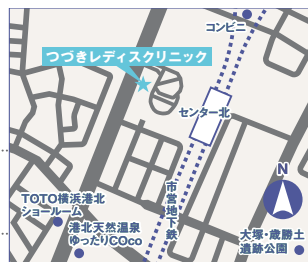 コンビニ
つづきレディスクリニック
センター北
市営地下鉄
N
TOTO横浜港北
ショールーム
港北天然温泉
ゆったりCOco
大塚・歳勝土
遺跡公園